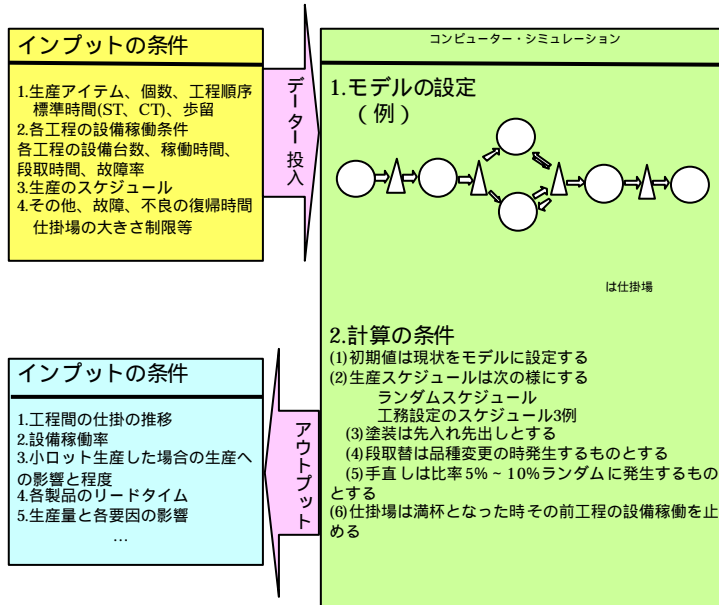 インプットの条件
1.生産アイテム、個数、工程順序
標準時間(ST、CT)、歩留
2.各工程の設備稼働条件
各工程の設備台数、稼働時間、
段取時間、故障率
3.生産のスケジュール
4.その他、故障、不良の復帰時間
仕掛場の大きさ制限等
データー投入
コンピューター・シミュレーション
1.モデルの設定
(例)
は仕掛場
2.計算の条件
(1)初期値は現状をモデルに設定する
(2)生産スケジュールは次の様にする
ランダムスケジュール
工務設定のスケジュール3例
(3)塗装は先入れ先出しとする
(4)段取替は品種変更の時発生するものとする
(5)手直しは比率5%~10%ランダムに発生するもの
とする
(6)仕掛場は満杯となった時その前工程の設備稼働を止
める
アウトプット
インプットの条件
1.工程間の仕掛の推移
2.設備稼働率
3.小ロット生産した場合の生産へ
の影響と程度
4.各製品のリードタイム
5.生産量と各要因の影響
…